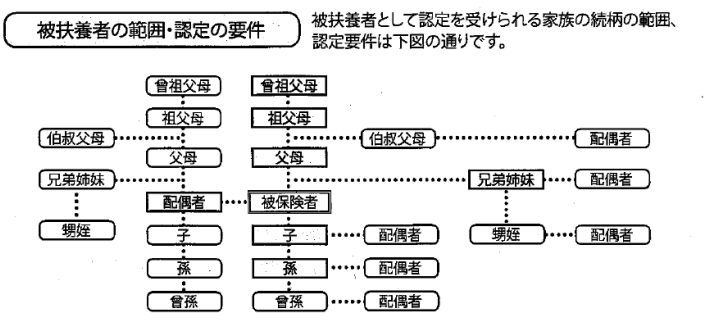 被扶養者の範囲・認定の要件
被扶養者として認定を受けられる家族の続柄の範囲、
認定要件は下図の通りです。
曾祖父母 曾祖父母
祖父母 祖父母
伯叔父母 伯叔父母 配偶者
父母 父母
兄弟姉妹 兄弟姉妹 配偶者
配偶者 被保険者
甥姪 子 子 配偶者 甥姪 配偶者
孫 孫 配偶者
曾孫 曾孫 配偶者